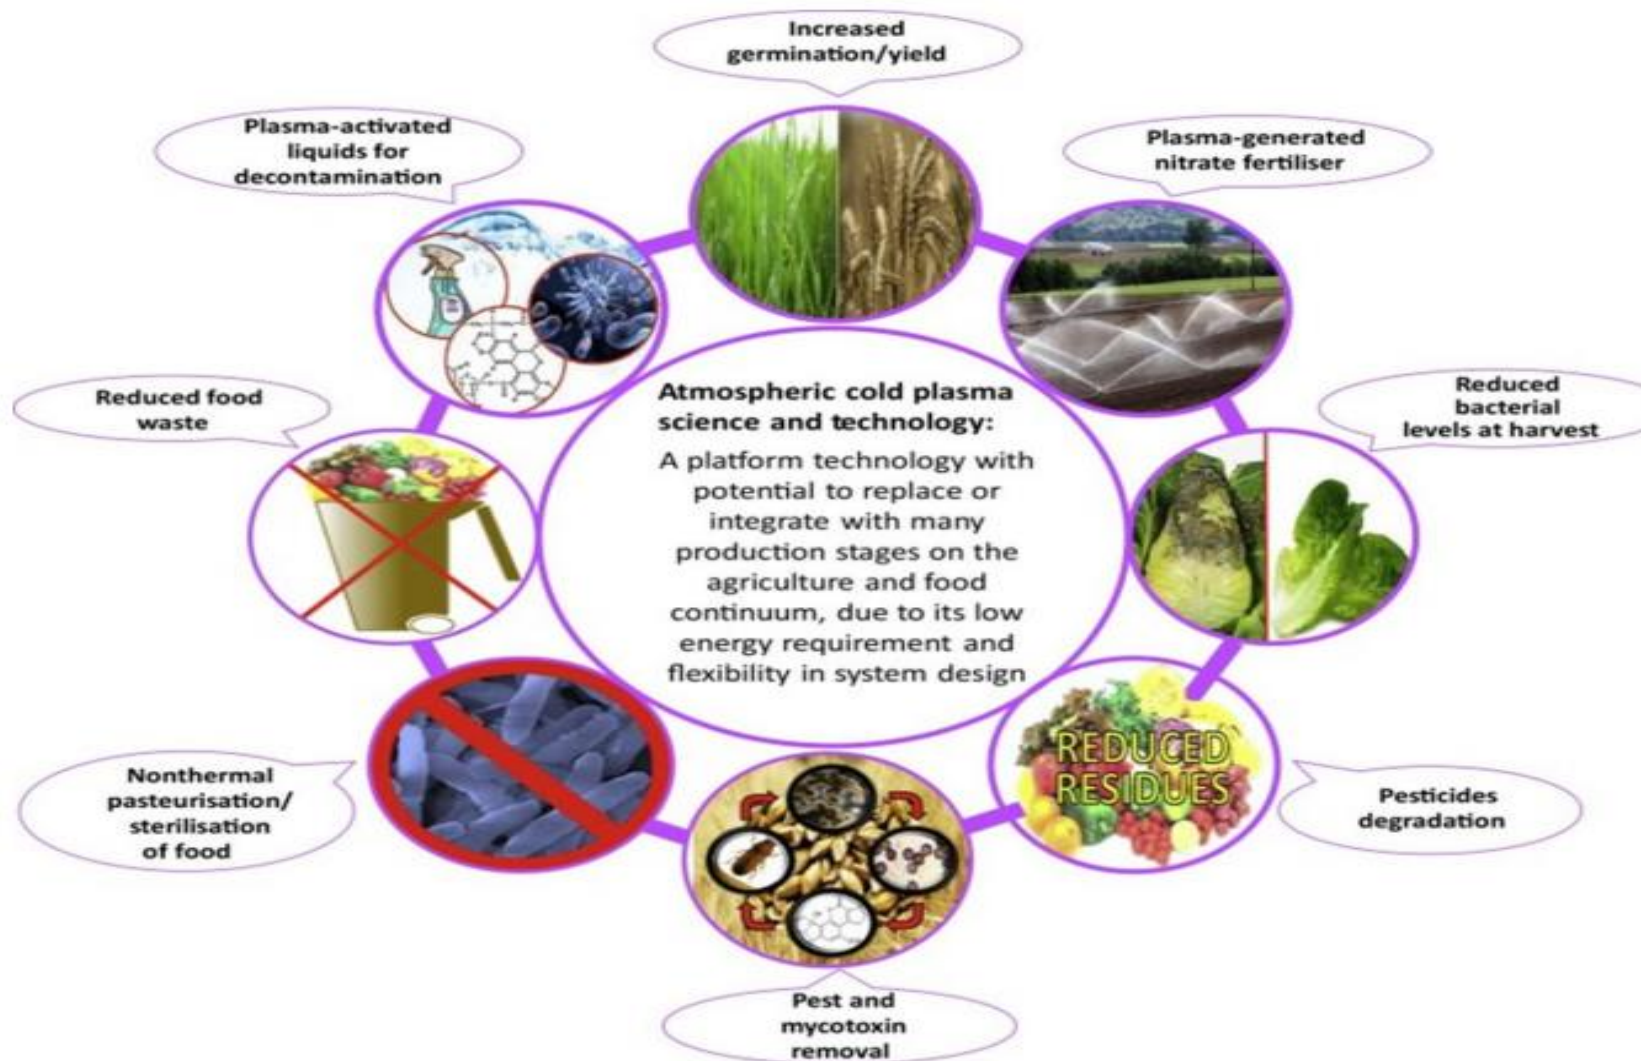 Increased
germination/yield
Plasma-activated
liquids for
decontamination
Plasma-generated
nitrate fertiliser
Reduced food
waste
Reduced
bacterial
levels at harvest
Atmospheric cold plasma
science and technology:
A platform technology with
potential to replace or
integrate with many
production stages on the
agriculture and food
continuum, due to its low
energy requirement and
flexibility in system design
REDUCED
RESIDUES
Nonthermal
pasteurisation/
sterilisation
of food
Pesticides
degradation
Pest and
mycotoxin
removal